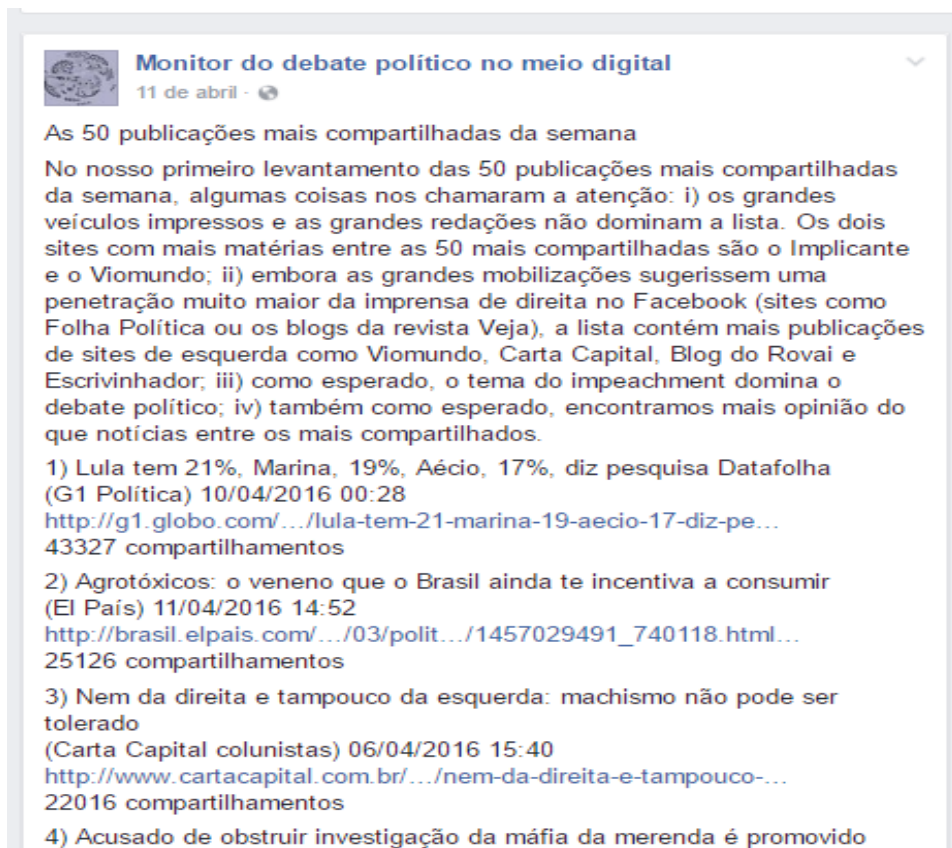 Monitor do debate político no meio digital
11 de abril ·
As 50 publicações mais compartilhadas da semana
No nosso primeiro levantamento das 50 publicações mais compartilhadas
da semana, algumas coisas nos chamaram a atenção: i) os grandes
veículos impressos e as grandes redações não dominam a lista. Os dois
sites com mais matérias entre as 50 mais compartilhadas são o Implicante
e o Viomundo; ii) embora as grandes mobilizações sugerissem uma
penetração muito maior da imprensa de direita no Facebook (sites como
Folha Política ou os blogs da revista Veja), a lista contém mais publicações
de sites de esquerda como Viomundo, Carta Capital, Blog do Rovai e
Escrivinhador; iii) como esperado, o tema do impeachment domina o
debate político; iv) também como esperado, encontramos mais opinião do
que notícias entre os mais compartilhados.
1) Lula tem 21%, Marina, 19%, Aécio, 17%, diz pesquisa Datafolha
(G1 Política) 10/04/2016 00:28
http://g1.globo.com/…/lula-tem-21-marina-19-aecio-17-diz-pe…
43327 compartilhamentos
2) Agrotóxicos: o veneno que o Brasil ainda te incentiva a consumir
(El País) 11/04/2016 14:52
http://brasil.elpais.com/…/03/polit…/1457029491_740118.html…
25126 compartilhamentos
3) Nem da direita e tampouco da esquerda: machismo não pode ser
tolerado
(Carta Capital colunistas) 06/04/2016 15:40
http://www.cartacapital.com.br/…/nem-da-direita-e-tampouco-…
22016 compartilhamentos
4) Acusado de obstruir investigação da máfia da merenda é promovido